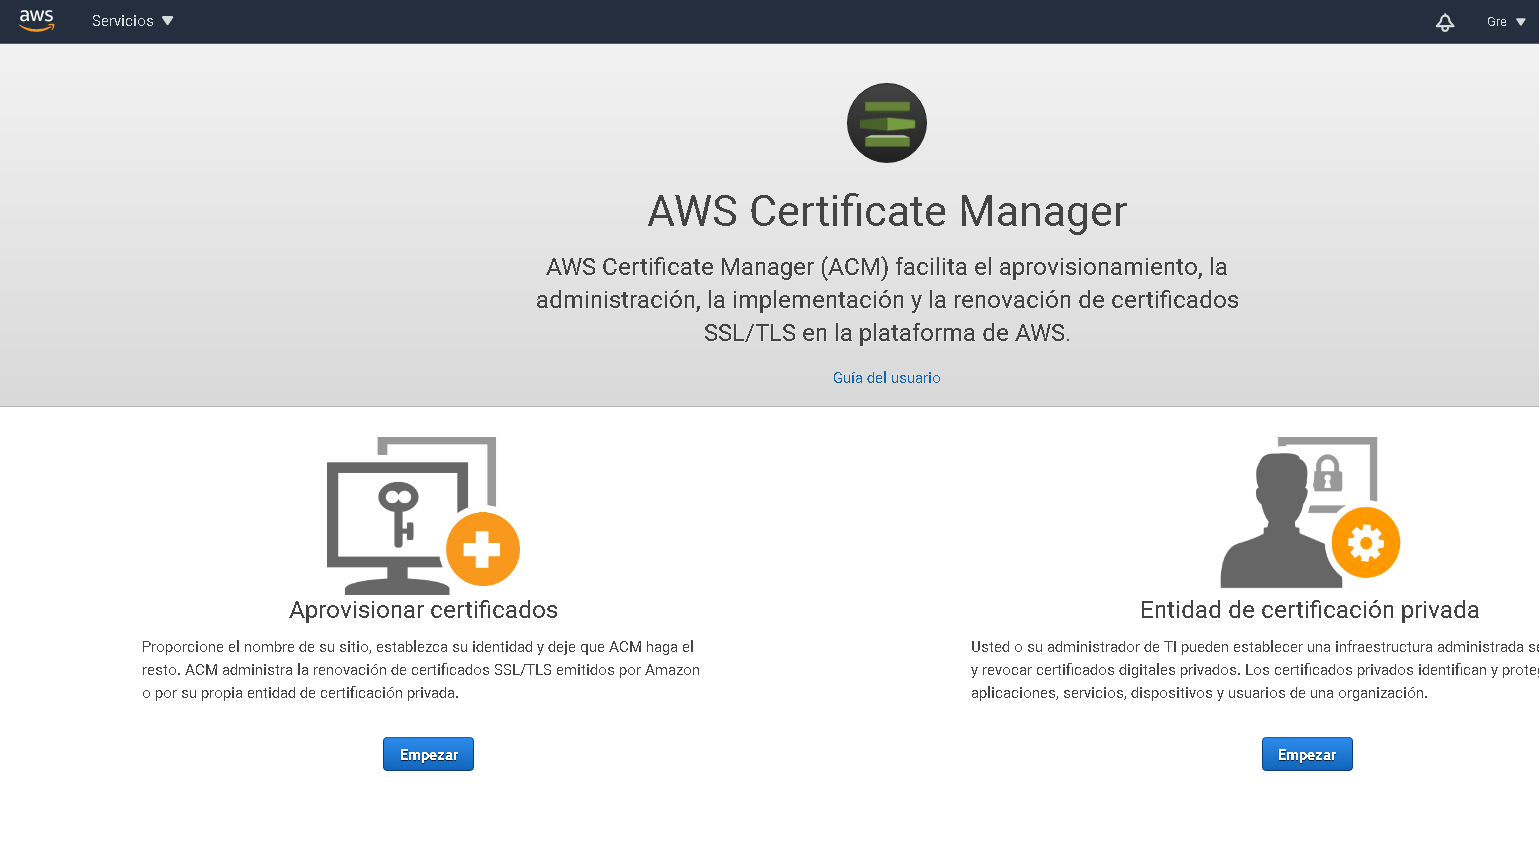 aws
Servicios
Gre
AWS Certificate Manager
AWS Certificate Manager (ACM) facilita el aprovisionamiento, la
administración, la implementación y la renovación de certificados
SSL/TLS en la plataforma de AWS.
Guía del usuario
Aprovisionar certificados
Proporcione el nombre de su sitio, establezca su identidad y deje que ACM haga el
resto. ACM administra la renovación de certificados SSL/TLS emitidos por Amazon
o por su propia entidad de certificación privada.
Empezar
Entidad de certificación privada
Usted o su administrador de TI pueden establecer una infraestructura administrada
y revocar certificados digitales privados. Los certificados privados identifican y
aplicaciones, servicios, dispositivos y usuarios de una organización.
Empezar